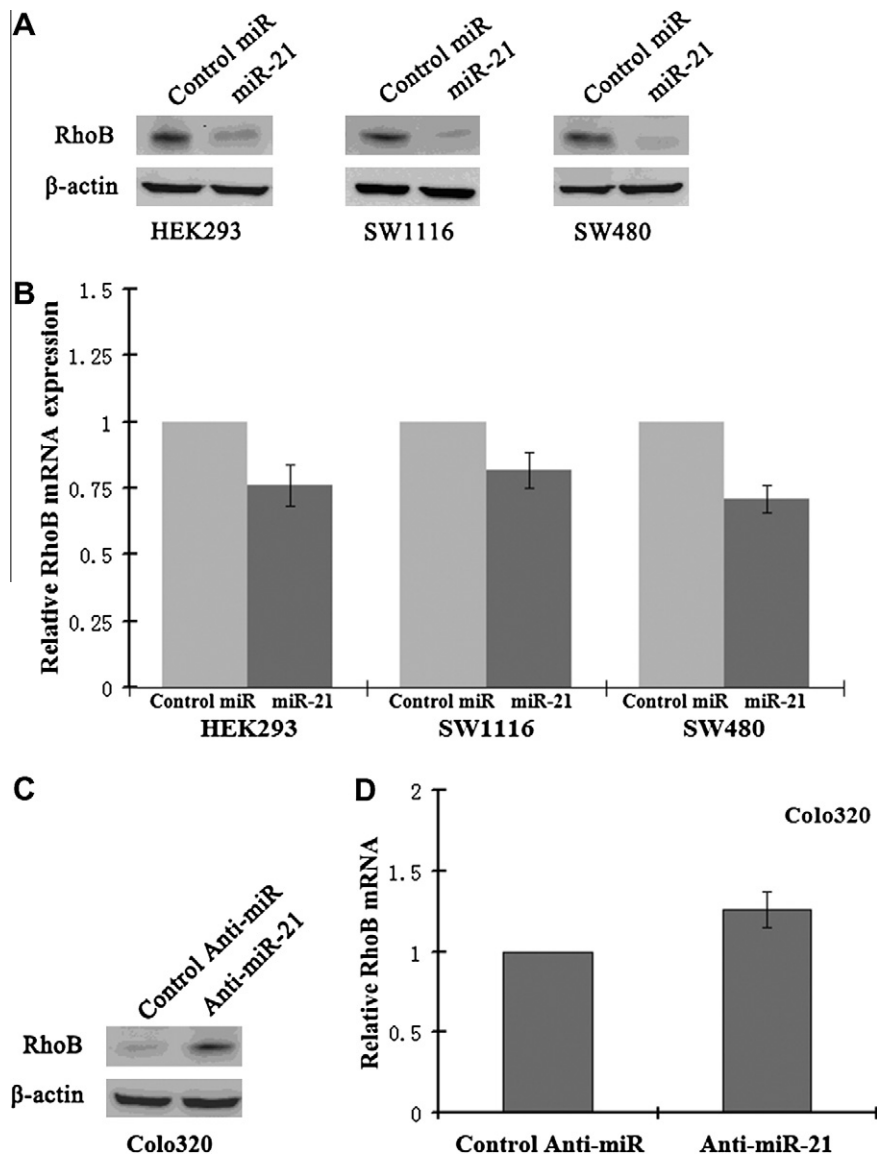 A
Control miR miR-21 Control miR miR-21 Control miR miR-21
RhoB
β-actin
HEK293 SW1116 SW480
B
Relative RhoB mRNA expression
1.5
1.25
1
0.75
0.5
0.25
0
Control miR miR-21 Control miR miR-21 Control miR miR-21
HEK293 SW1116 SW480
C
Control Anti-miR Anti-miR-21
RhoB
β-actin
Colo320
D
Colo320
Relative RhoB mRNA
2
1.5
1
0.5
0
Control Anti-miR Anti-miR-21